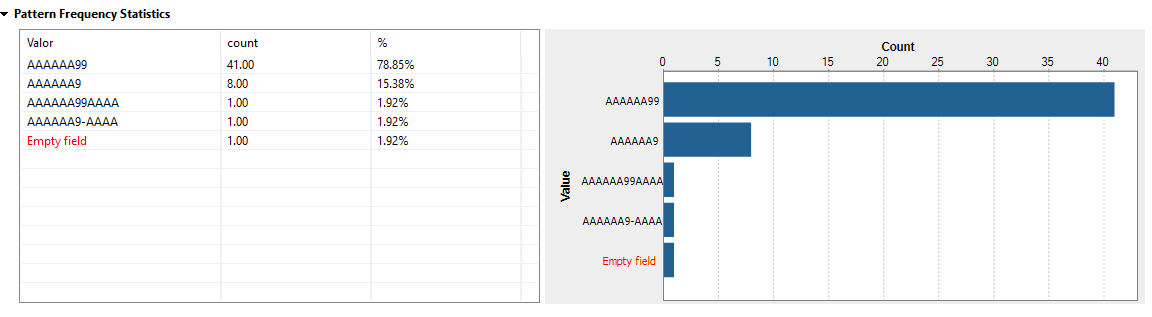 Pattern Frequency Statistics
Valor count %
AAAAAA99 41.00 78.85%
AAAAAA9 8.00 15.38%
AAAAAA99AAAA 1.00 1.92%
AAAAAA9-AAAA 1.00 1.92%
Empty field 1.00 1.92%
Count
0 5 10 15 20 25 30 35 40
Value
AAAAAA99
AAAAAA9
AAAAAA99AAAA
AAAAAA9-AAAA
Empty field